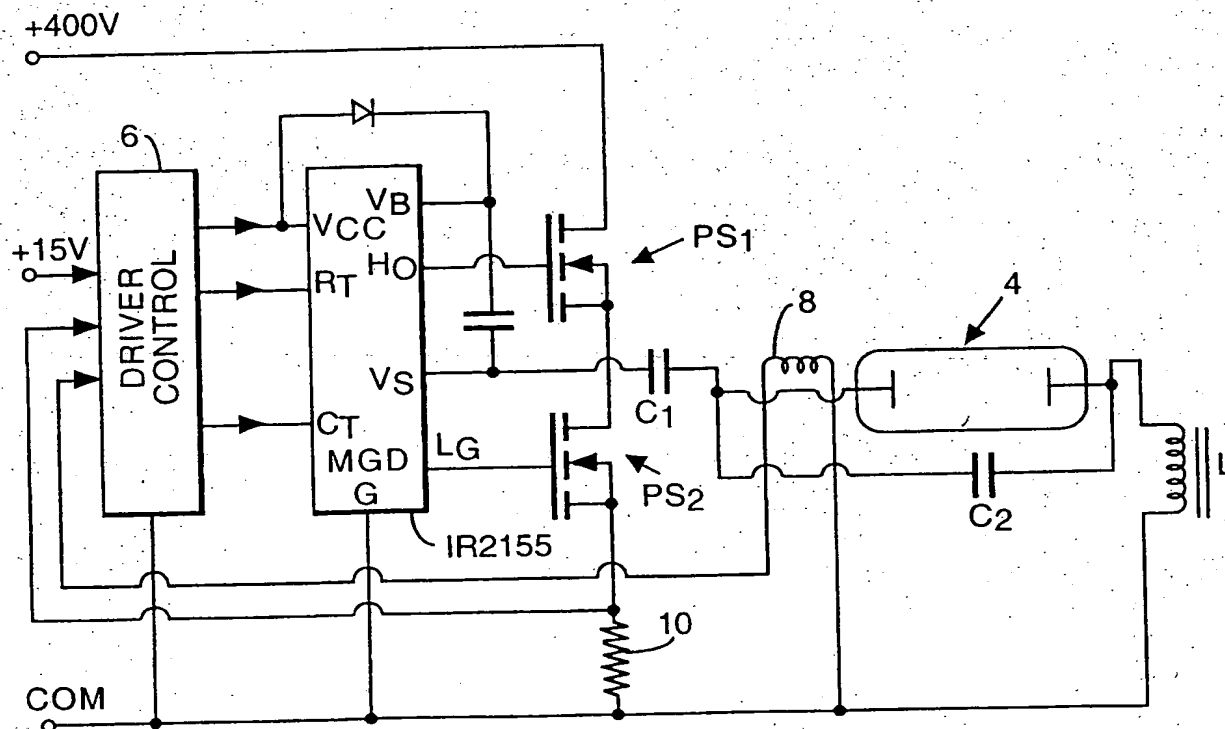 +400V
6
+15V
DRIVER
CONTROL
VCC
VB
RT
HO
VS
CT
MGD
LG
G
IR2155
PS1
PS2
C1
8
4
C2
L
10
COM